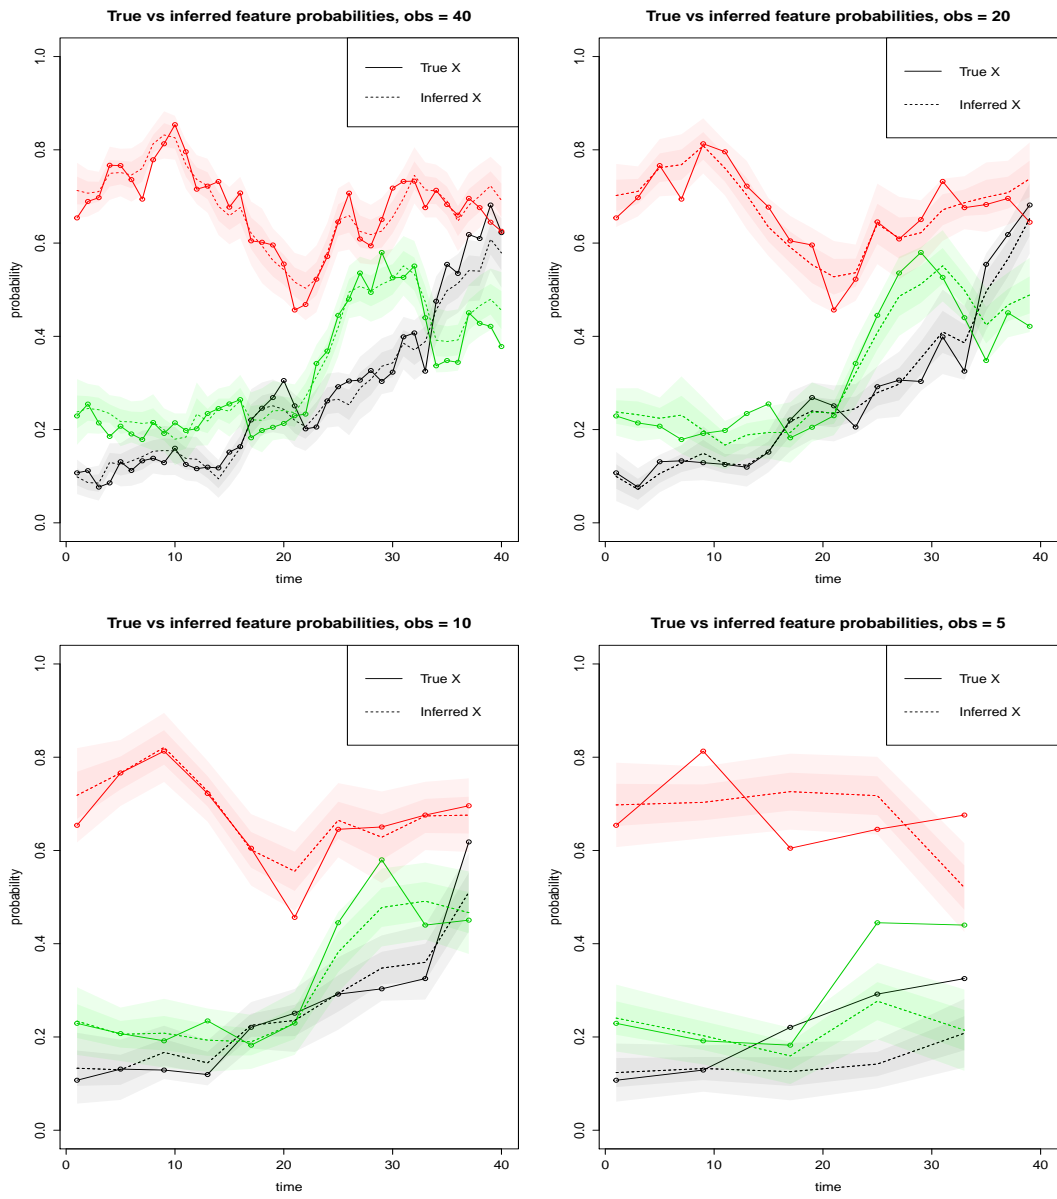 True vs inferred feature probabilities, obs = 40
True X
Inferred X
probability
0.0 0.2 0.4 0.6 0.8 1.0
0 10 20 30 40
time
True vs inferred feature probabilities, obs = 20
True X
Inferred X
probability
0.0 0.2 0.4 0.6 0.8 1.0
0 10 20 30 40
time
True vs inferred feature probabilities, obs = 10
True X
Inferred X
probability
0.0 0.2 0.4 0.6 0.8 1.0
0 10 20 30 40
time
True vs inferred feature probabilities, obs = 5
True X
Inferred X
probability
0.0 0.2 0.4 0.6 0.8 1.0
0 10 20 30 40
time